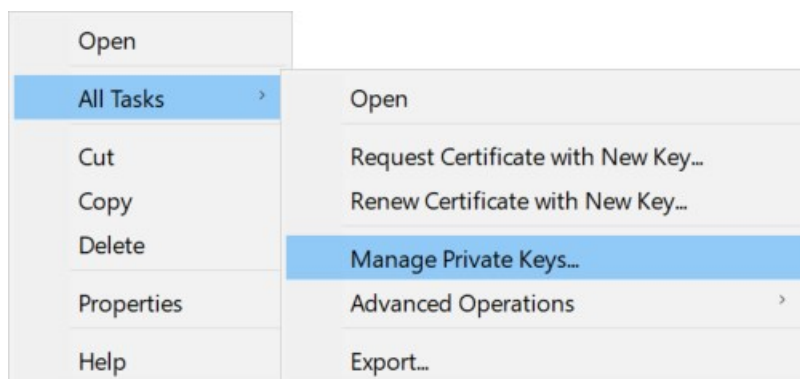 Open
All Tasks
Cut
Copy
Delete
Properties
Help
Open
Request Certificate with New Key...
Renew Certificate with New Key...
Manage Private Keys...
Advanced Operations
Export...